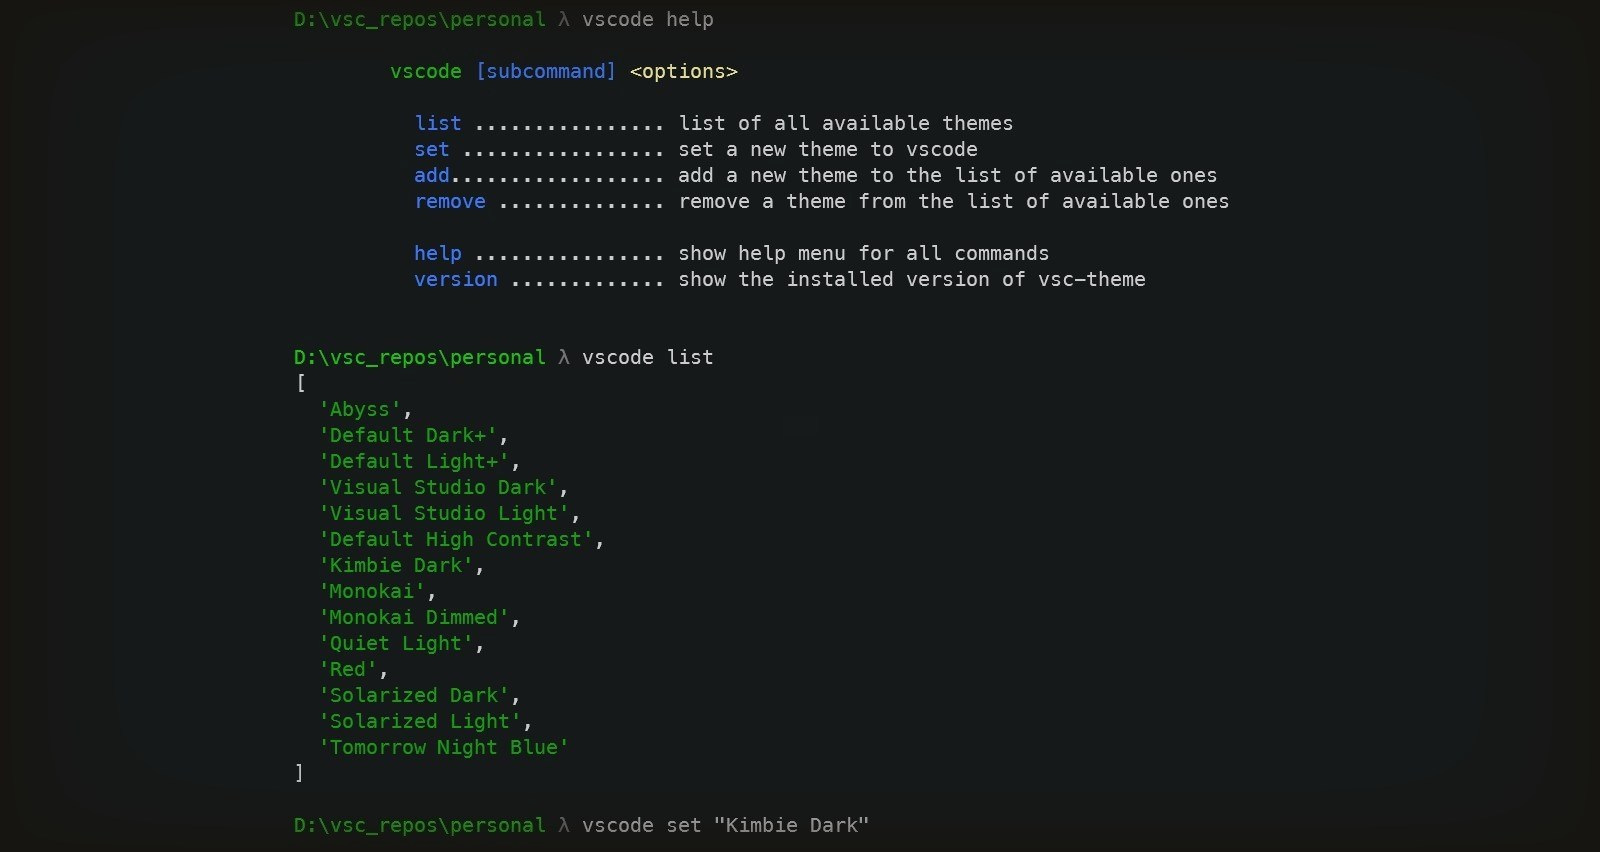 D:\vsc_repos\personal λ vscode help
vscode [subcommand] <options>
list ................ list of all available themes
set ................. set a new theme to vscode
add.................. add a new theme to the list of available ones
remove .............. remove a theme from the list of available ones
help ................ show help menu for all commands
version ............. show the installed version of vsc-theme
D:\vsc_repos\personal λ vscode list
[
'Abyss',
'Default Dark+',
'Default Light+',
'Visual Studio Dark',
'Visual Studio Light',
'Default High Contrast',
'Kimbie Dark',
'Monokai',
'Monokai Dimmed',
'Quiet Light',
'Red',
'Solarized Dark',
'Solarized Light',
'Tomorrow Night Blue'
]
D:\vsc_repos\personal λ vscode set "Kimbie Dark"